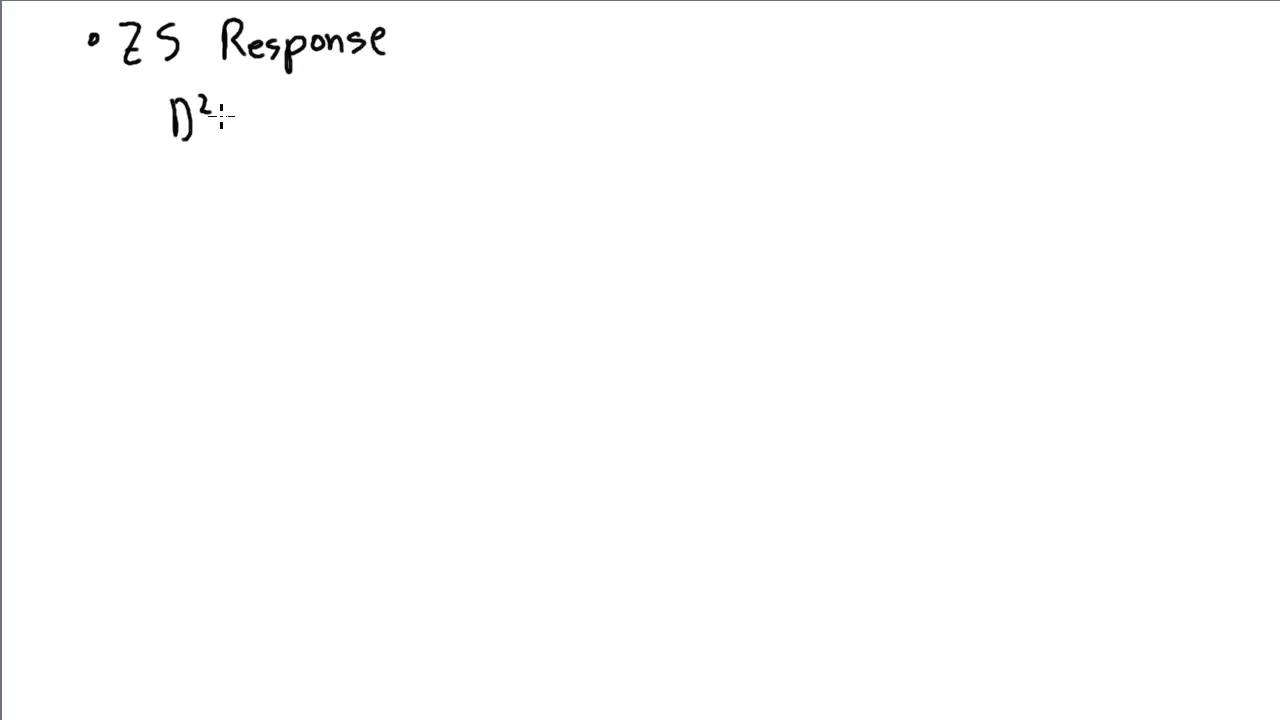 • ZS Response
D²